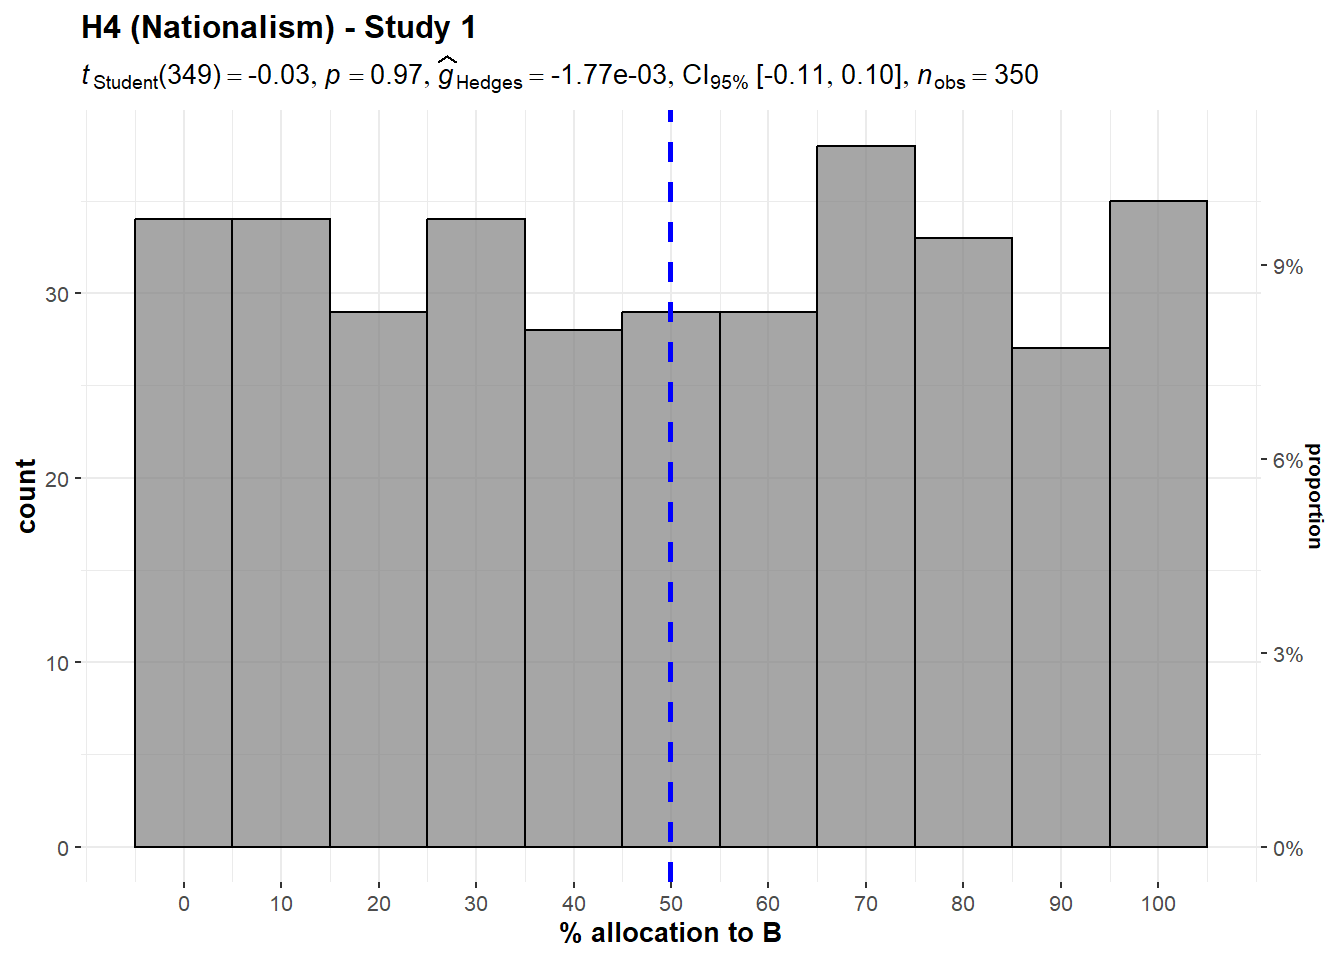 H4 (Nationalism) - Study 1
t Student(349) = -0.03, p = 0.97, ĝ Hedges = -1.77e-03, CI95% [-0.11, 0.10], nobs = 350
count
30
20
10
0
9%
6%
3%
0%
proportion
0 10 20 30 40 50 60 70 80 90 100
% allocation to B